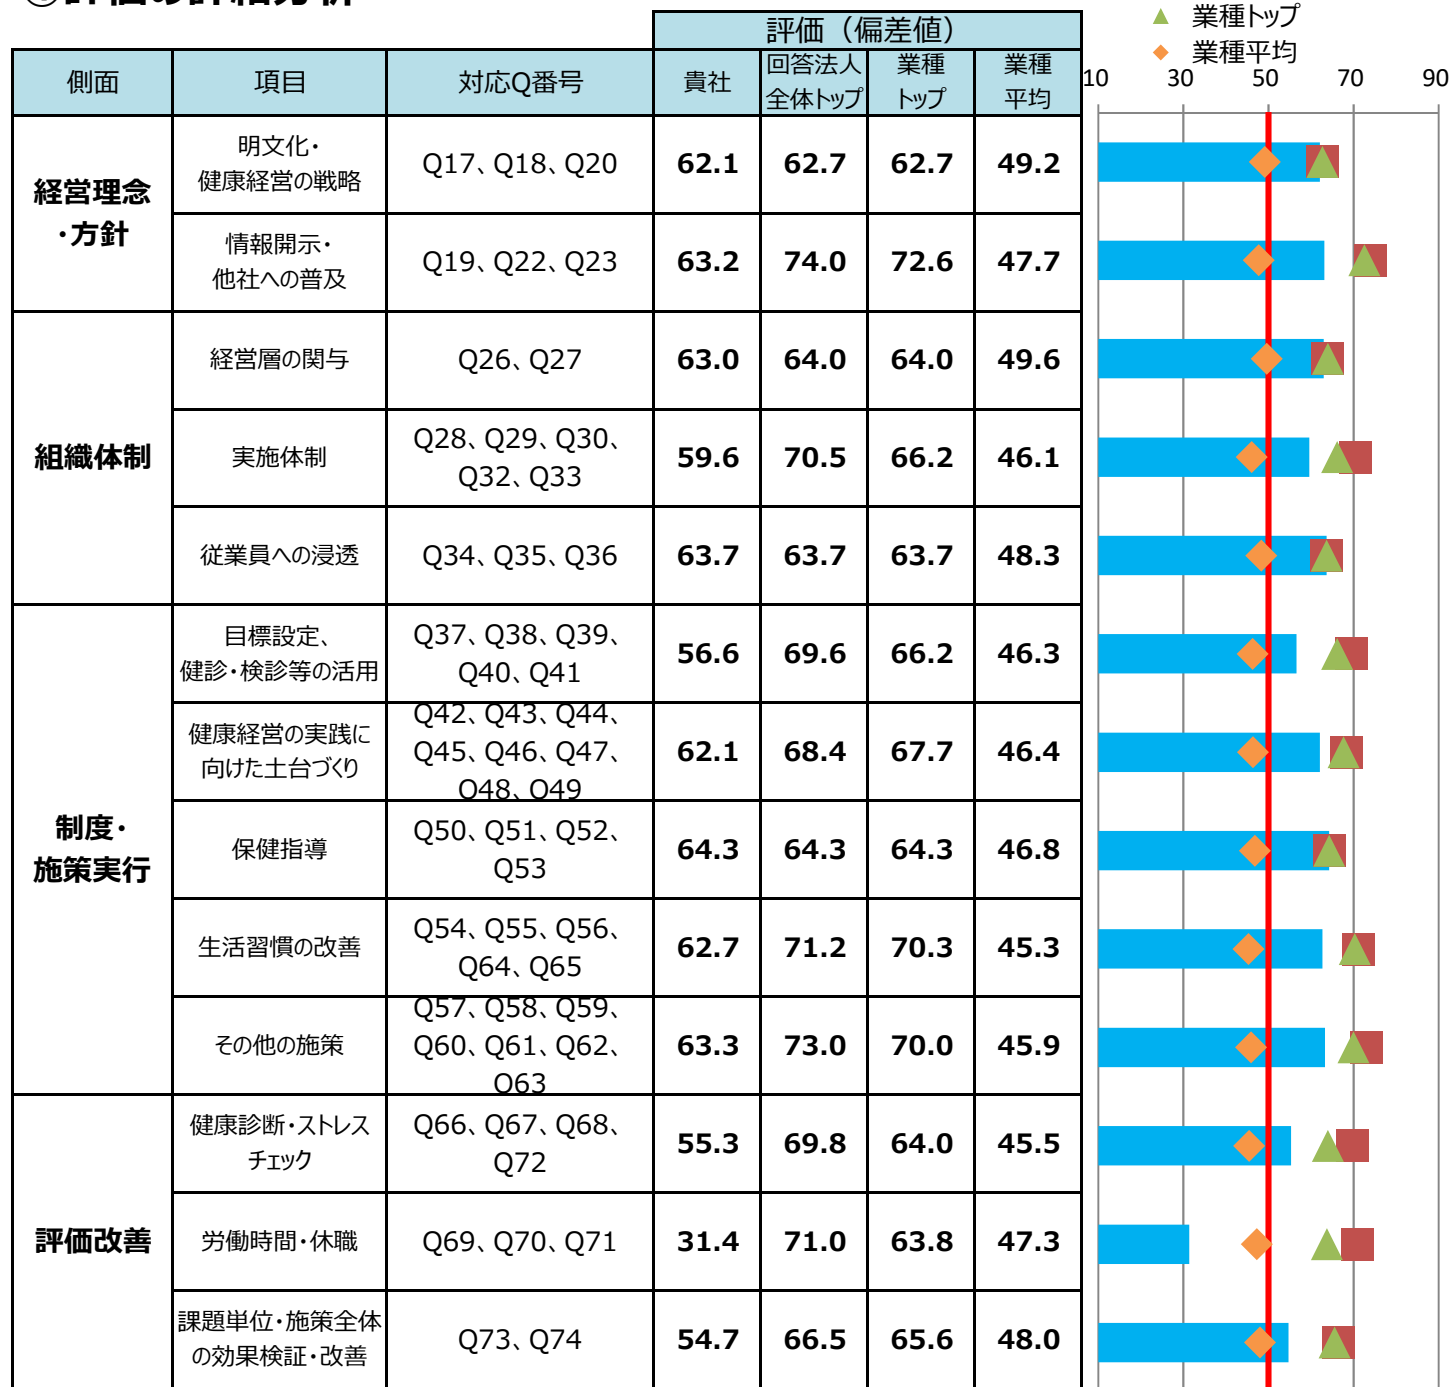 評価（偏差値）
業種トップ
業種平均
側面 項目 対応Q番号 貴社 回答法人 業種 業種
全体トップ トップ 平均
10 30 50 70 90
経営理念
・方針
明文化・
健康経営の戦略
Q17、Q18、Q20 62.1 62.7 62.7 49.2
情報開示・
他社への普及
Q19、Q22、Q23 63.2 74.0 72.6 47.7
組織体制
経営層の関与 Q26、Q27 63.0 64.0 64.0 49.6
実施体制
Q28、Q29、Q30、
Q32、Q33
59.6 70.5 66.2 46.1
従業員への浸透 Q34、Q35、Q36 63.7 63.7 63.7 48.3
制度・
施策実行
目標設定、
健診・検診等の活用
Q37、Q38、Q39、
Q40、Q41
56.6 69.6 66.2 46.3
健康経営の実践に
向けた土台づくり
Q42、Q43、Q44、
Q45、Q46、Q47、
Q48、Q49
62.1 68.4 67.7 46.4
保健指導
Q50、Q51、Q52、
Q53
64.3 64.3 64.3 46.8
生活習慣の改善
Q54、Q55、Q56、
Q64、Q65
62.7 71.2 70.3 45.3
その他の施策
Q57、Q58、Q59、
Q60、Q61、Q62、
Q63
63.3 73.0 70.0 45.9
評価改善
健康診断・ストレス
チェック
Q66、Q67、Q68、
Q72
55.3 69.8 64.0 45.5
労働時間・休職 Q69、Q70、Q71 31.4 71.0 63.8 47.3
課題単位・施策全体
の効果検証・改善
Q73、Q74 54.7 66.5 65.6 48.0